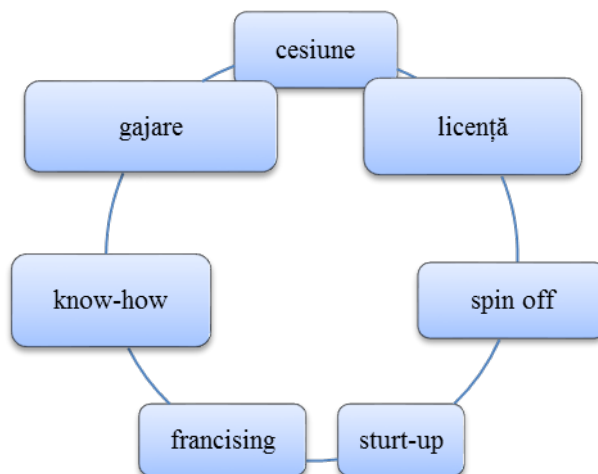 cesiune
licență
spin off
sturt-up
francising
know-how
gajare